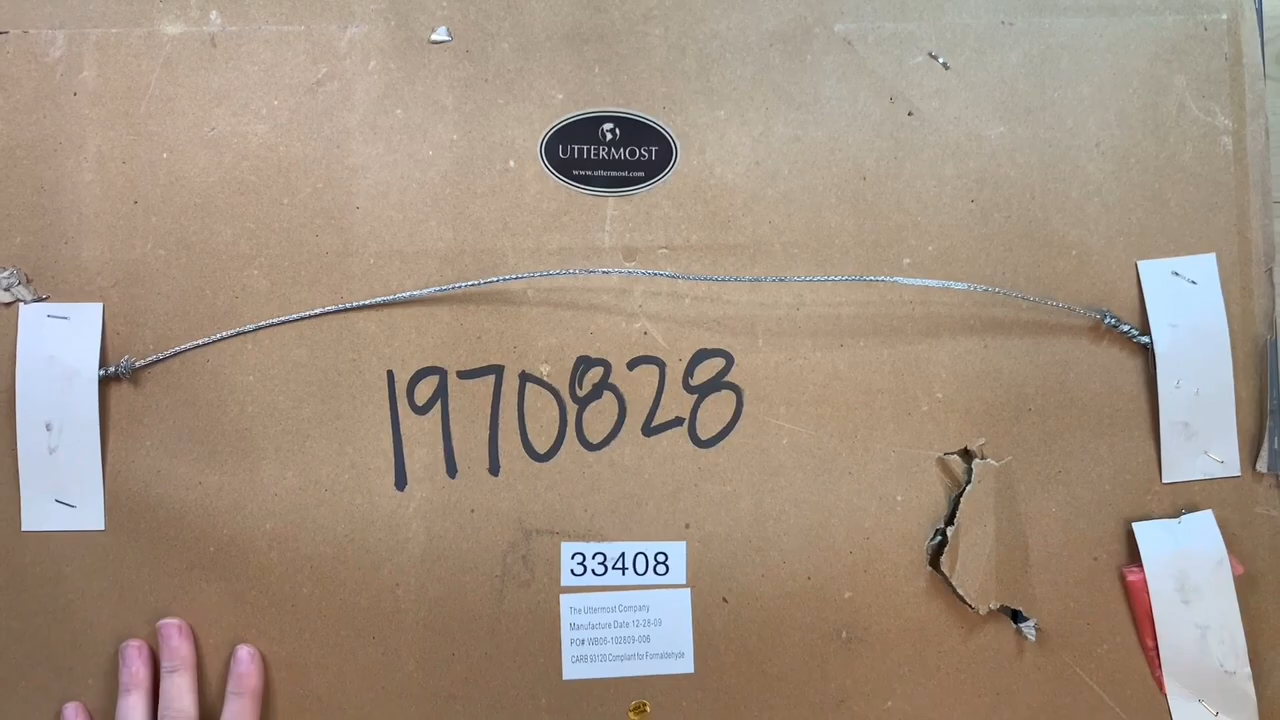 UTTERMOST
www.uttermost.com
1970828
33408
The Uttermost Company
Manufacture Date:12-28-09
PO#:WB06-102809-006
CARB 93120 Compliant for Formaldehyde